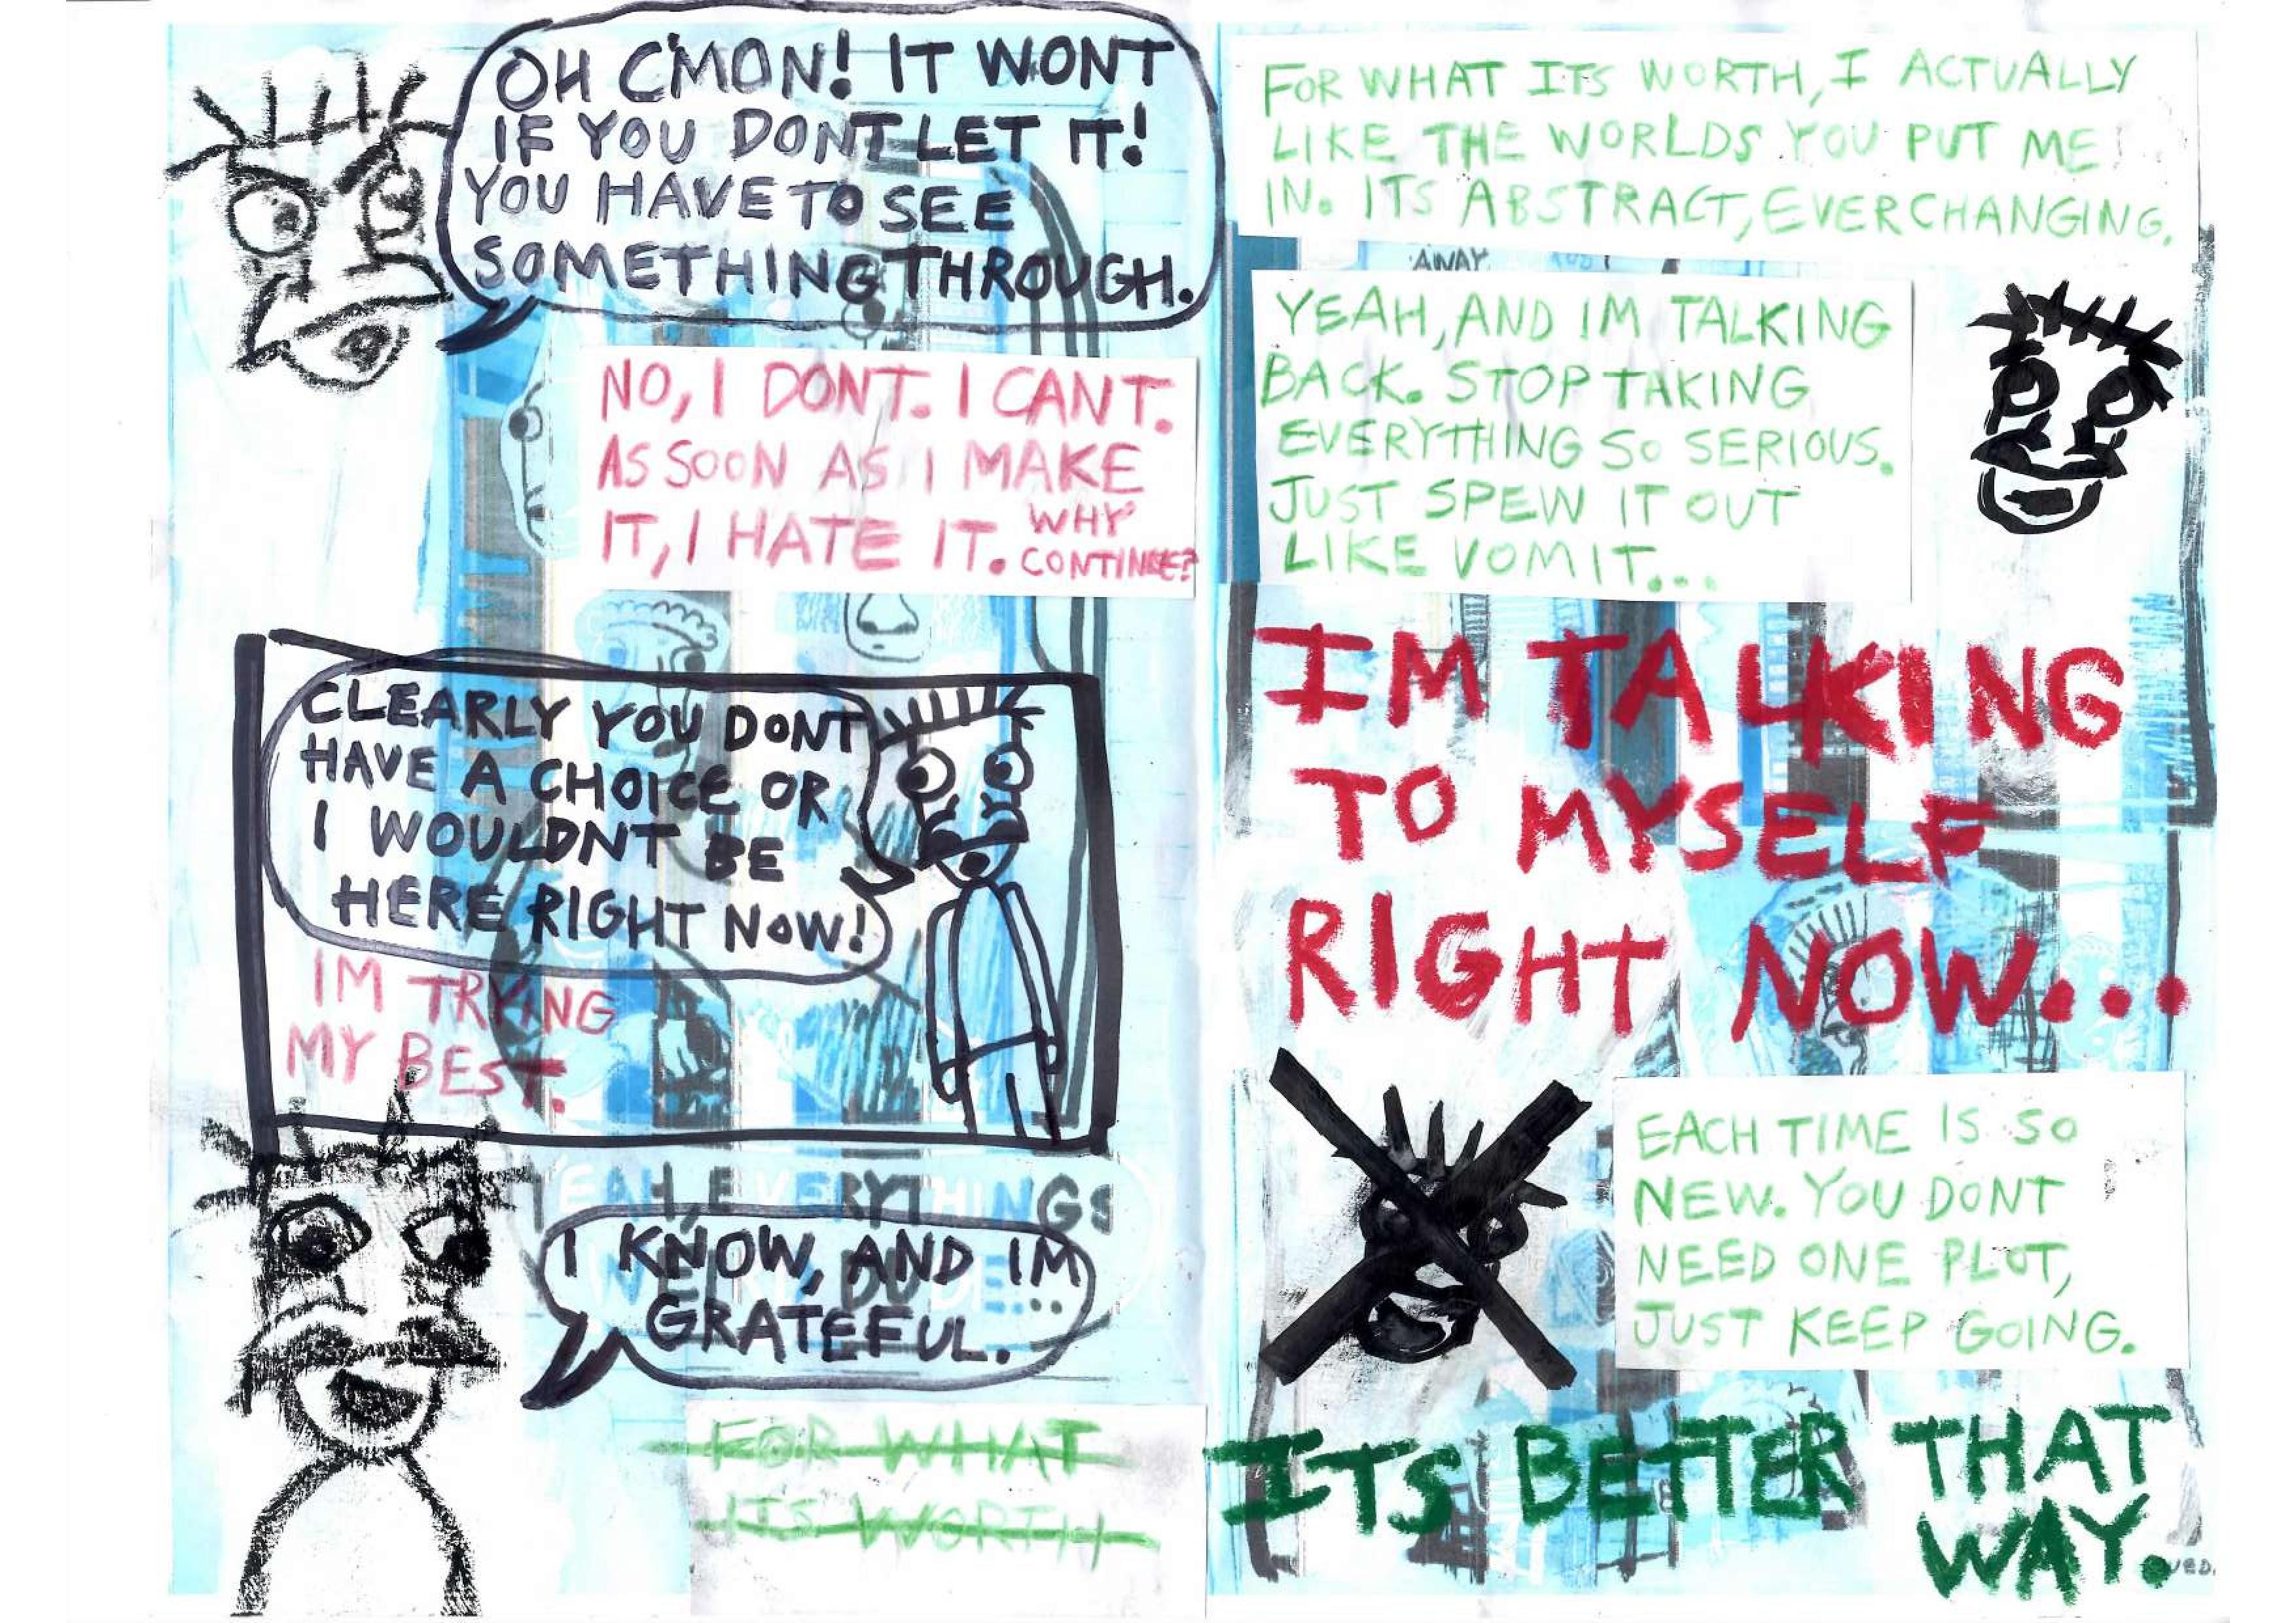 OH C'MON! IT WONT
IF YOU DONT LET IT!
YOU HAVE TO SEE
SOMETHING THROUGH.
NO, I DONT. I CANT.
AS SOON AS I MAKE
IT, I HATE IT. WHY
CONTINUE?
CLEARLY YOU DONT
HAVE A CHOICE OR
I WOULDNT BE
HERE RIGHT NOW!
IM TRYING
MY BEST.
EAH, EVERYTHINGS
I KNOW, AND IM
GRATEFUL.
FOR WHAT
ITS WORTH
FOR WHAT ITS WORTH, I ACTUALLY
LIKE THE WORLDS YOU PUT ME
IN. ITS ABSTRACT, EVERCHANGING.
AWAY
YEAH, AND IM TALKING
BACK. STOP TAKING
EVERYTHING SO SERIOUS.
JUST SPEW IT OUT
LIKE VOMIT...
IM TALKING
TO MYSELF
RIGHT NOW...
EACH TIME IS SO
NEW. YOU DONT
NEED ONE PLOT,
JUST KEEP GOING.
ITS BETTER THAT
WAY.